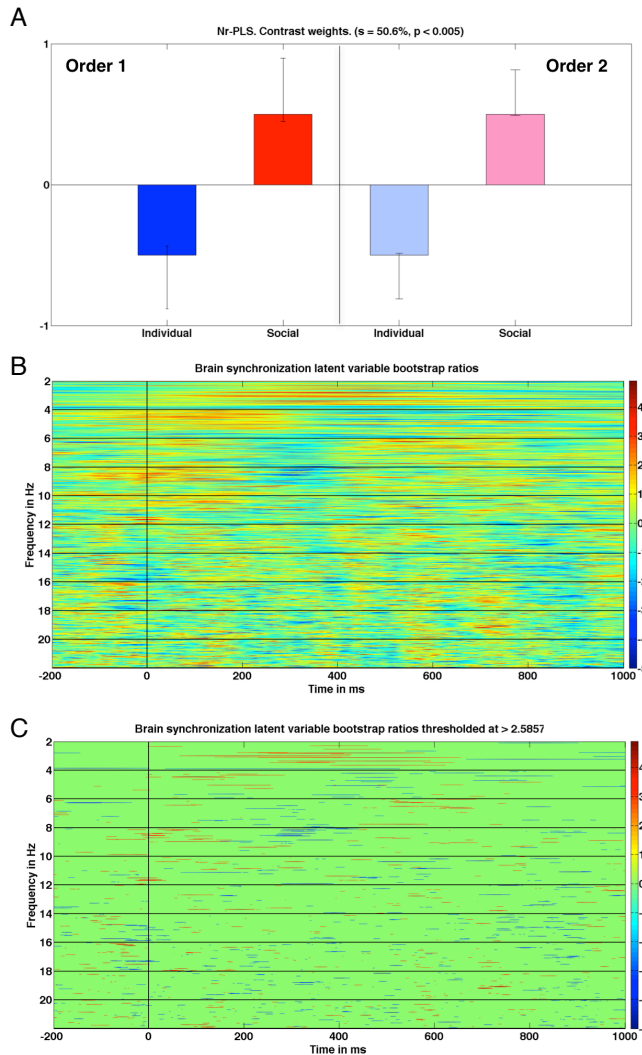 A
Nr-PLS. Contrast weights. (s = 50.6%, p < 0.005)
1
Order 1
Order 2
0
-1
Individual
Social
Individual
Social
B
Brain synchronization latent variable bootstrap ratios
2
4
6
8
10
12
14
16
18
20
Frequency in Hz
-200
0
200
400
600
800
1000
Time in ms
4
3
2
1
C
Brain synchronization latent variable bootstrap ratios thresholded at > 2.5857
2
4
6
8
10
12
14
16
18
20
Frequency in Hz
-200
0
200
400
600
800
1000
Time in ms
4
3
2
1
0